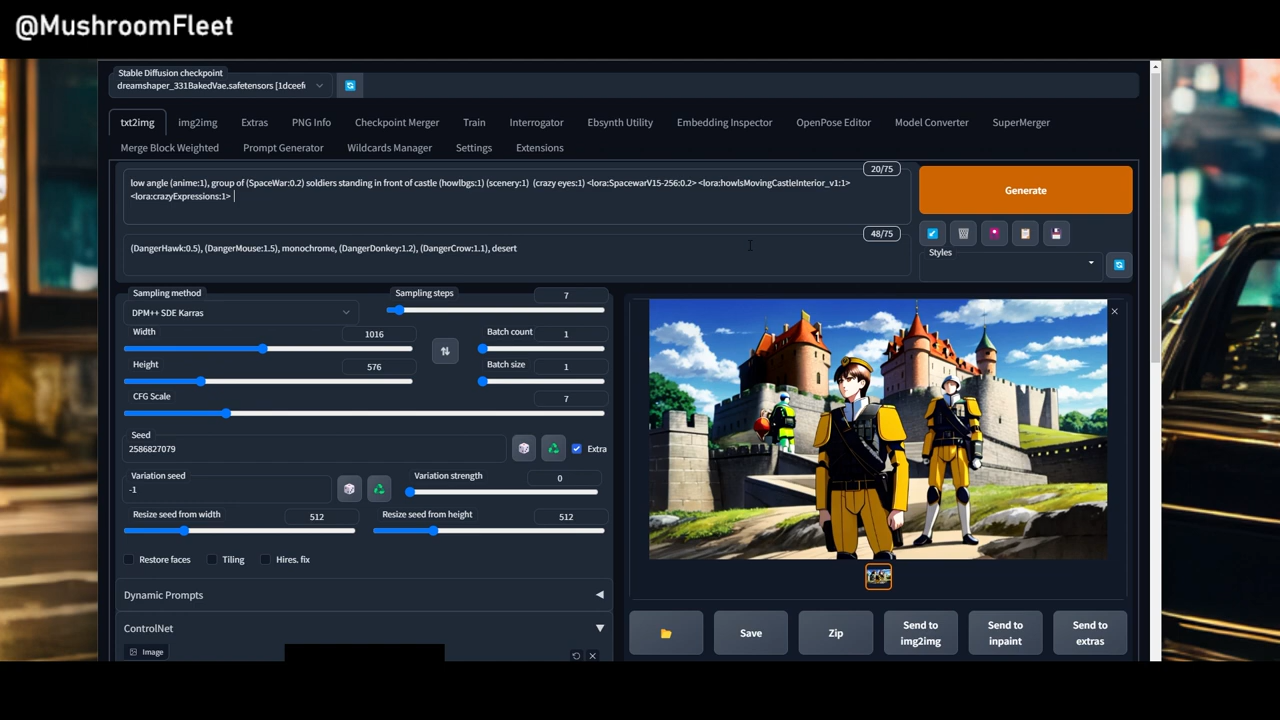 @MushroomFleet
Stable Diffusion checkpoint
dreamshaper_331BakedVae.safetensors [1dceefe
txt2img img2img Extras PNG Info Checkpoint Merger Train Interrogator Ebsynth Utility Embedding Inspector OpenPose Editor Model Converter SuperMerger
Merge Block Weighted Prompt Generator Wildcards Manager Settings Extensions
20/75
low angle (anime:1), group of (SpaceWar:0.2) soldiers standing in front of castle (howlbgs:1) (scenery:1) (crazy eyes:1) <lora:SpacewarV15-256:0.2> <lora:howlsMovingCastleInterior_v1:1>
<lora:crazyExpressions:1>
Generate
48/75
(DangerHawk:0.5), (DangerMouse:1.5), monochrome, (DangerDonkey:1.2), (DangerCrow:1.1), desert
Styles
Sampling method
DPM++ SDE Karras
Sampling steps
7
Width
1016
Batch count
1
Height
576
Batch size
1
CFG Scale
7
Seed
2586827079
Extra
Variation seed
-1
Variation strength
0
Resize seed from width
512
Resize seed from height
512
Restore faces Tiling Hires. fix
Dynamic Prompts
ControlNet
Image
Save
Zip
Send to
img2img
Send to
inpaint
Send to
extras